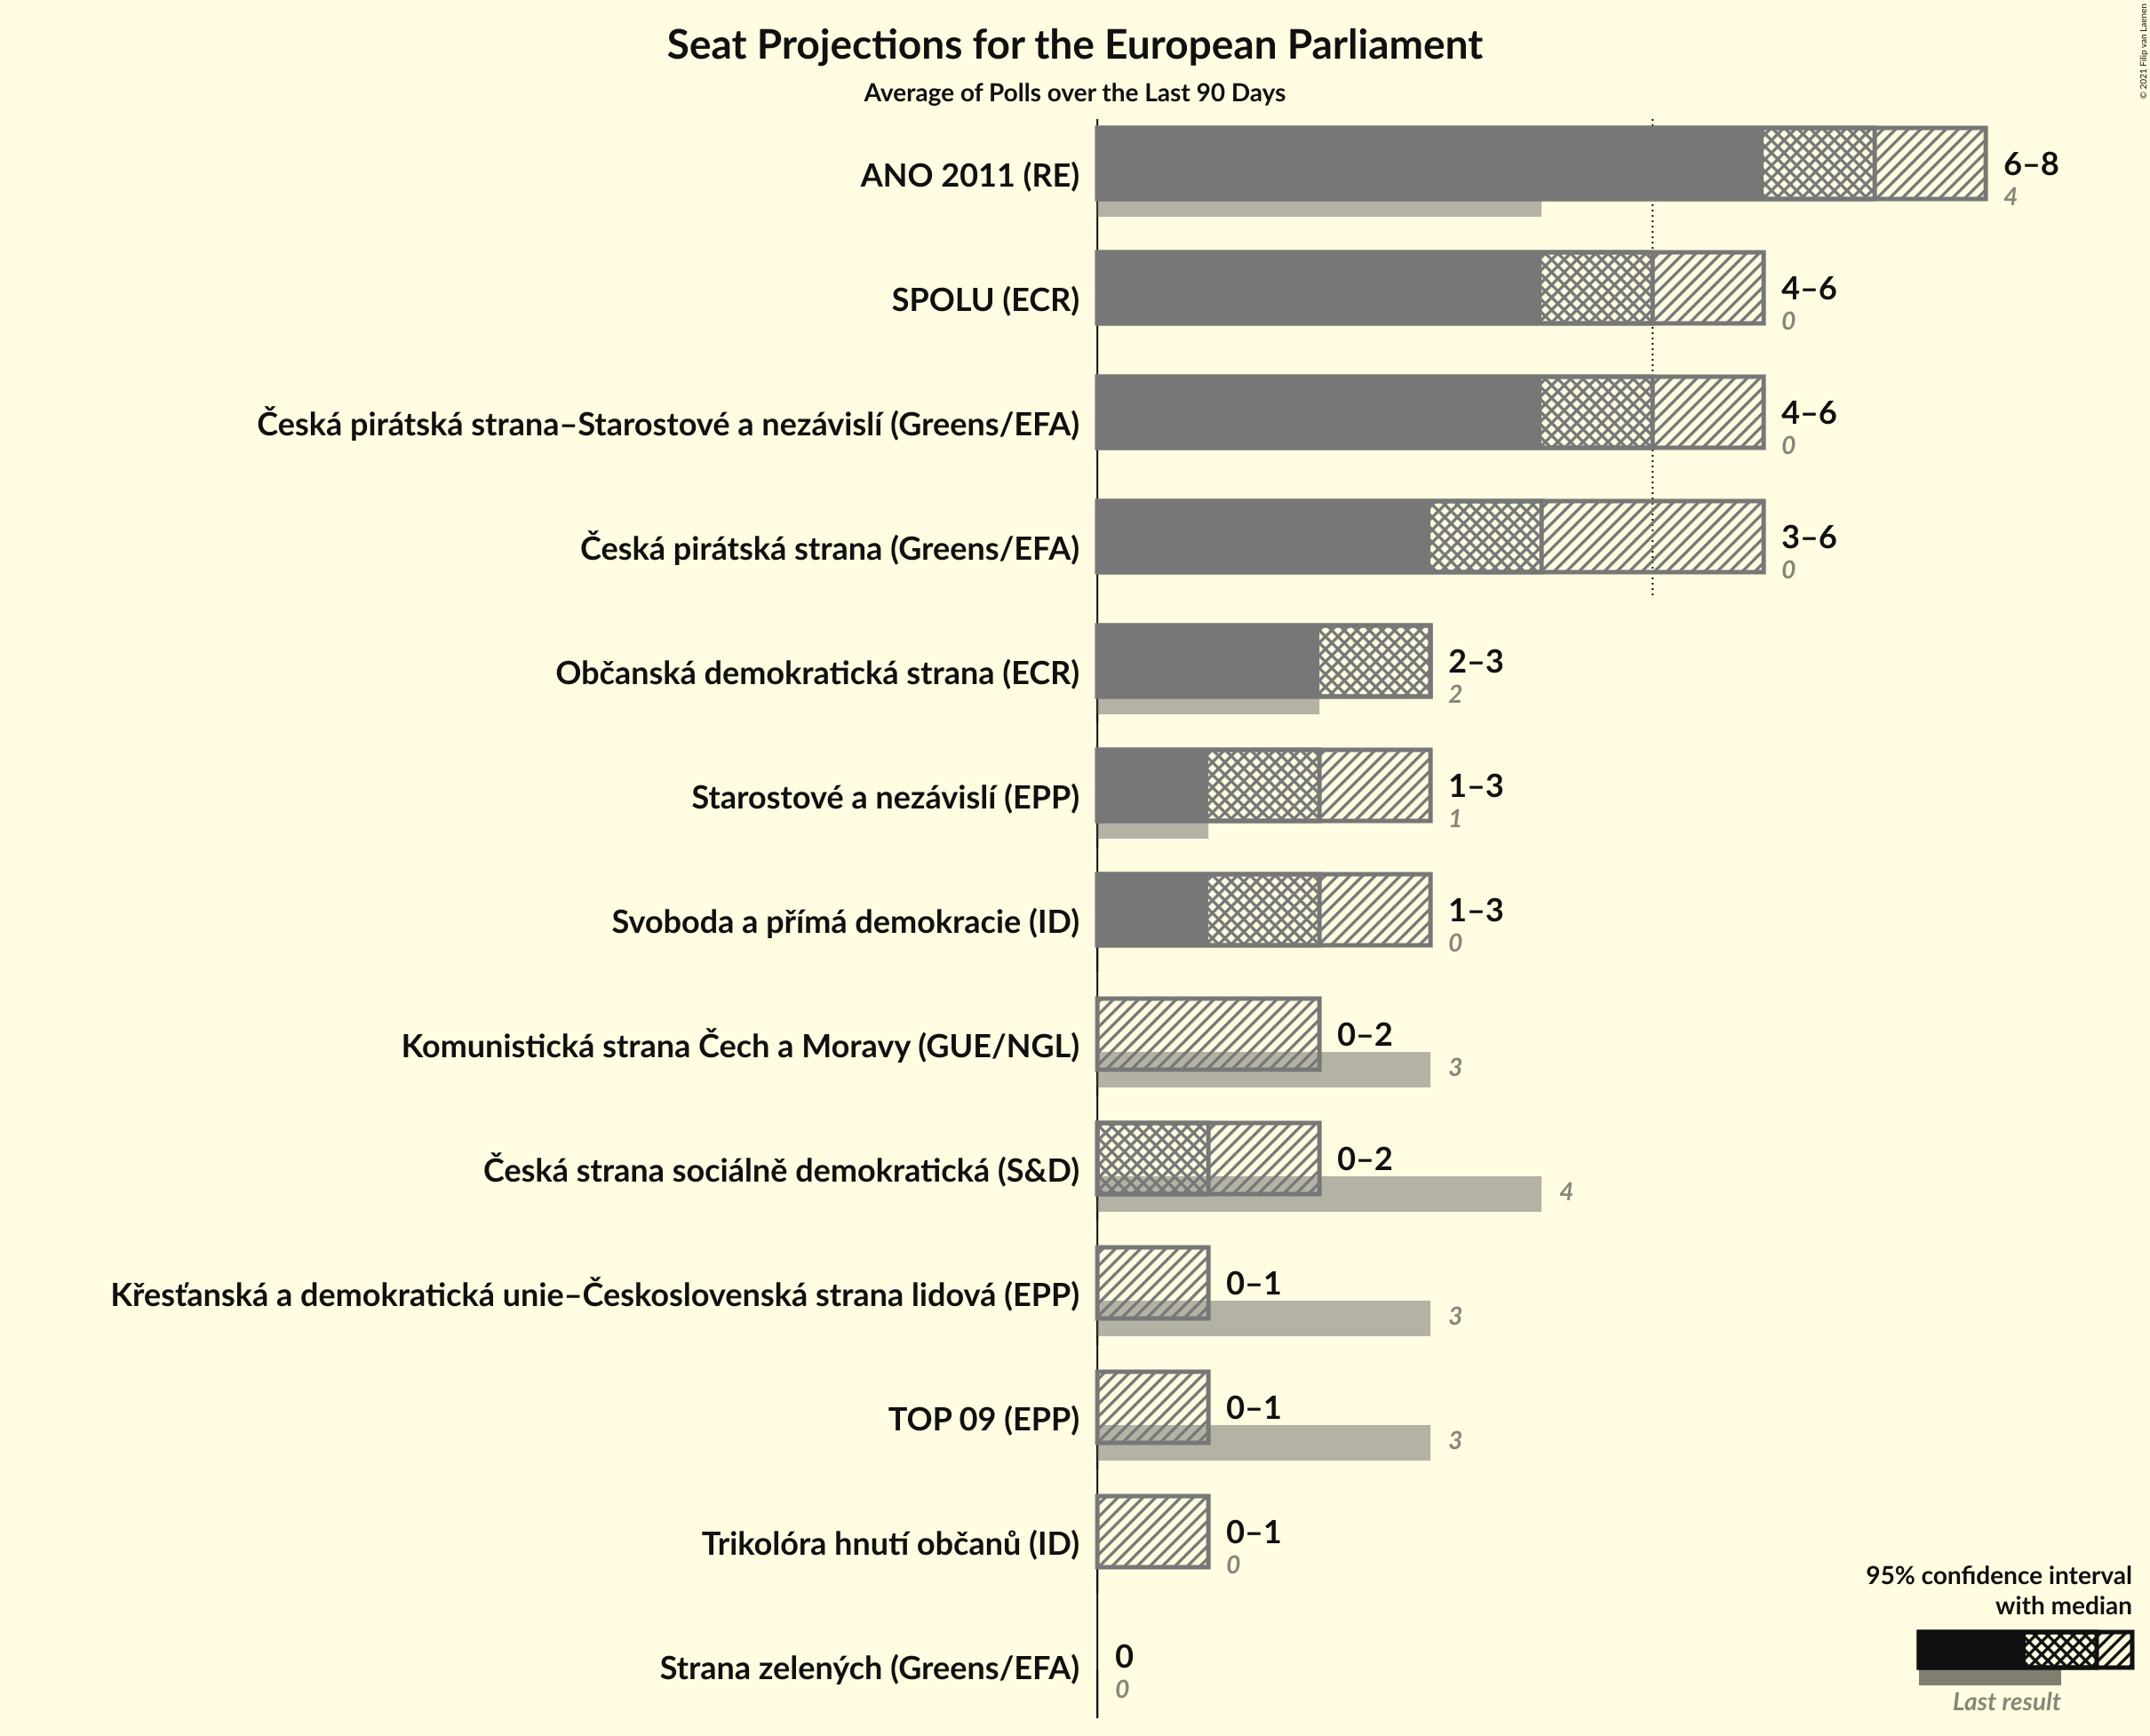 Seat Projections for the European Parliament
Average of Polls over the Last 90 Days
© 2021 Filip van Laenen
ANO 2011 (RE)
6–8
4
SPOLU (ECR)
4–6
0
Česká pirátská strana–Starostové a nezávislí (Greens/EFA)
4–6
0
Česká pirátská strana (Greens/EFA)
3–6
0
Občanská demokratická strana (ECR)
2–3
2
Starostové a nezávislí (EPP)
1–3
1
Svoboda a přímá demokracie (ID)
1–3
0
Komunistická strana Čech a Moravy (GUE/NGL)
0–2
3
Česká strana sociálně demokratická (S&D)
0–2
4
Křesťanská a demokratická unie–Československá strana lidová (EPP)
0–1
3
TOP 09 (EPP)
0–1
3
Trikolóra hnutí občanů (ID)
0–1
0
Strana zelených (Greens/EFA)
0
0
95% confidence interval
with median
Last result